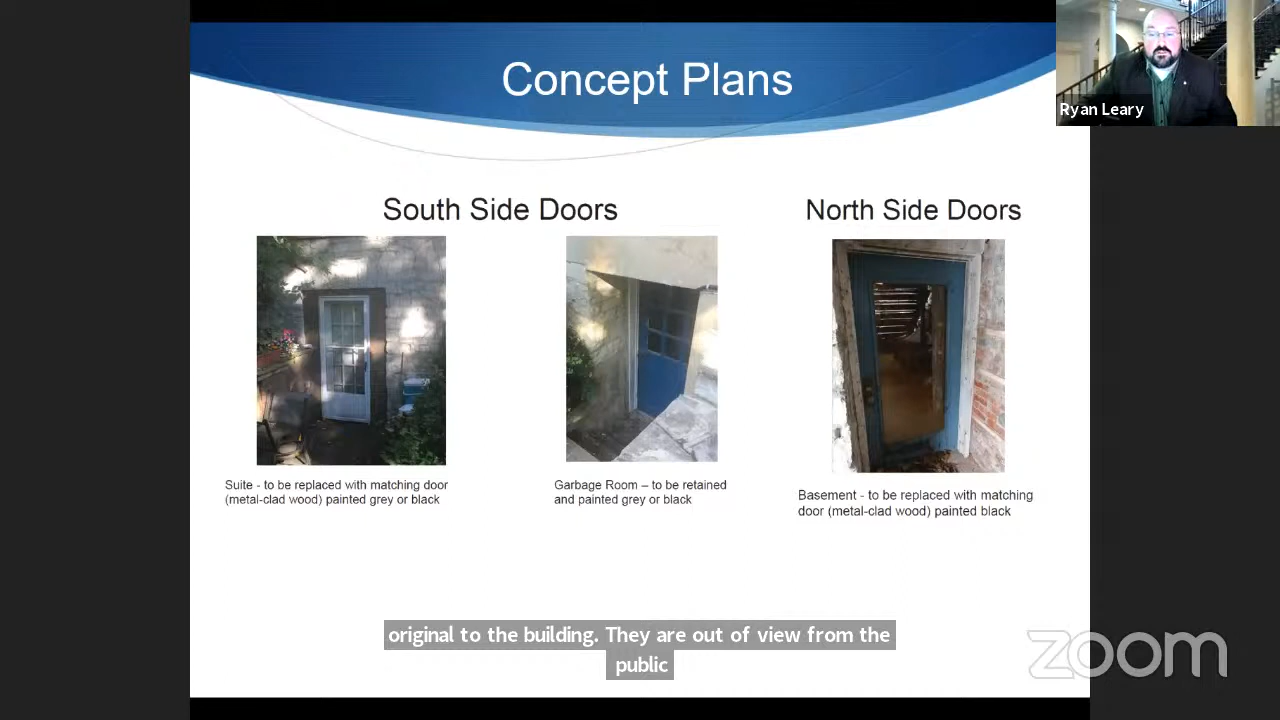 Concept Plans
Ryan Leary
South Side Doors
North Side Doors
Suite - to be replaced with matching door
(metal-clad wood) painted grey or black
Garbage Room – to be retained
and painted grey or black
Basement - to be replaced with matching
door (metal-clad wood) painted black
original to the building. They are out of view from the
public
zoom